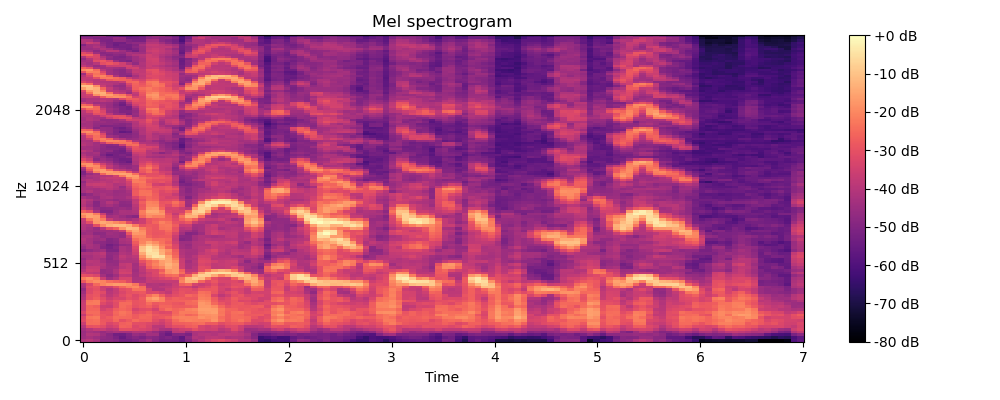 Mel spectrogram
Hz
2048
1024
512
0
0 1 2 3 4 5 6 7
Time
+0 dB
-10 dB
-20 dB
-30 dB
-40 dB
-50 dB
-60 dB
-70 dB
-80 dB